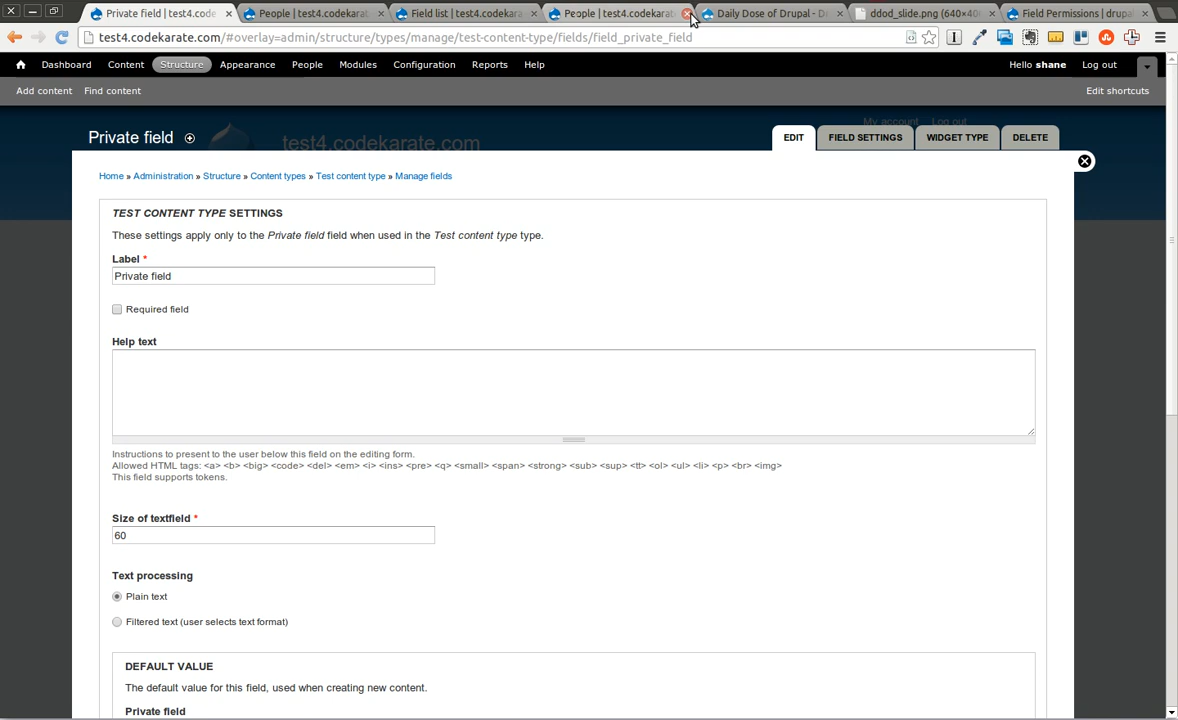 Private field | test4.code
People | test4.codekarat
Field list | test4.codekara
People | test4.codekarat
Daily Dose of Drupal - D
ddod_slide.png (640×40
Field Permissions | drupa
test4.codekarate.com/#overlay=admin/structure/types/manage/test-content-type/fields/field_private_field
Dashboard Content Structure Appearance People Modules Configuration Reports Help Hello shane Log out
Add content Find content Edit shortcuts
My account Log out
Private field
test4.codekarate.com
EDIT FIELD SETTINGS WIDGET TYPE DELETE
Home » Administration » Structure » Content types » Test content type » Manage fields
TEST CONTENT TYPE SETTINGS
These settings apply only to the Private field field when used in the Test content type type.
Label *
Private field
Required field
Help text
Instructions to present to the user below this field on the editing form.
Allowed HTML tags: <a> <b> <big> <code> <del> <em> <i> <ins> <pre> <q> <small> <span> <strong> <sub> <sup> <tt> <ol> <ul> <li> <p> <br> <img>
This field supports tokens.
Size of textfield *
60
Text processing
Plain text
Filtered text (user selects text format)
DEFAULT VALUE
The default value for this field, used when creating new content.
Private field